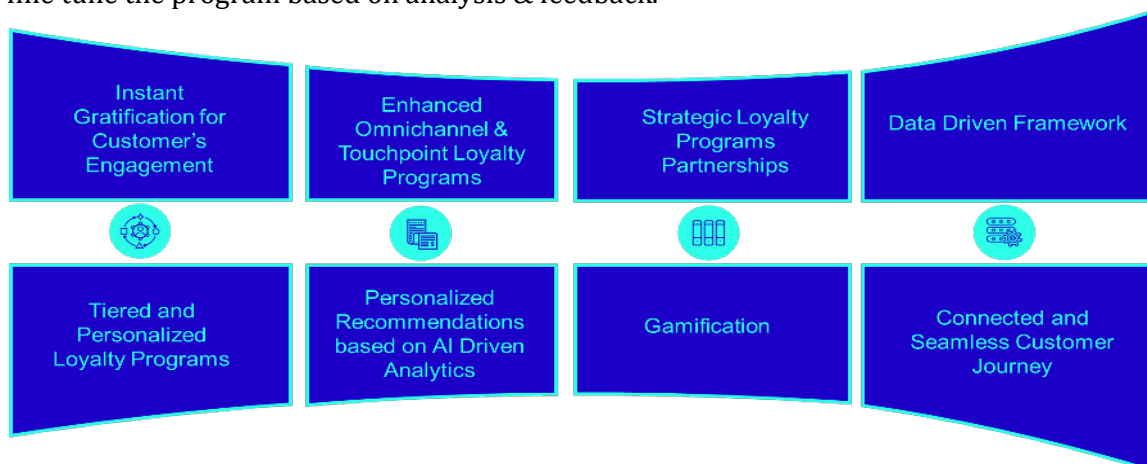 fine tune the program based on analysis & feedback.
Instant
Gratification for
Customer's
Engagement
Enhanced
Omnichannel &
Touchpoint Loyalty
Programs
Strategic Loyalty
Programs
Partnerships
Data Driven Framework
Tiered and
Personalized
Loyalty Programs
Personalized
Recommendations
based on AI Driven
Analytics
Gamification
Connected and
Seamless Customer
Journey